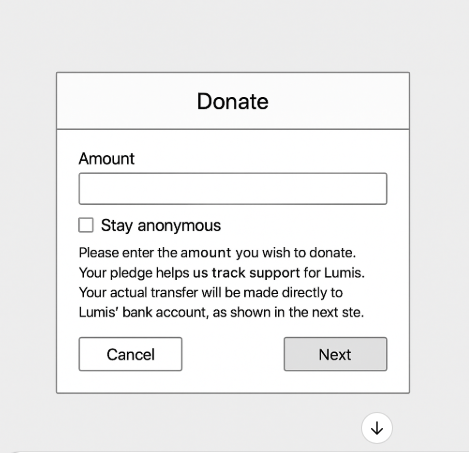 Donate
Amount
Stay anonymous
Please enter the amount you wish to donate.
Your pledge helps us track support for Lumis.
Your actual transfer will be made directly to
Lumis’ bank account, as shown in the next ste.
Cancel Next